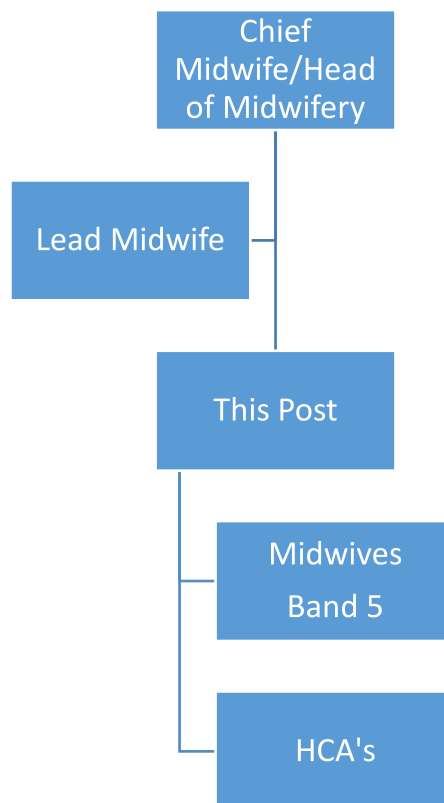 Chief
Midwife/Head
of Midwifery
Lead Midwife
This Post
Midwives
Band 5
HCA's